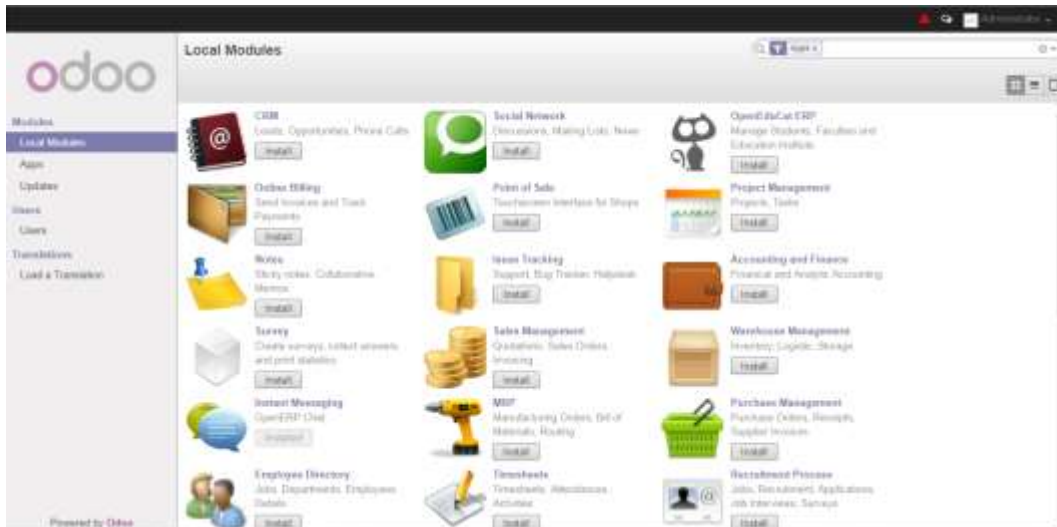 Administrator
odoo
Local Modules
Apps
Modules
Local Modules
Apps
Updates
Users
Users
Translations
Load a Translation
Powered by Odoo
CRM
Leads, Opportunities, Phone Calls
Install
Social Network
Discussions, Mailing Lists, News
Install
OpenEduCat ERP
Manage Students, Faculties and
Education Institute
Install
Online Billing
Send Invoices and Track
Payments
Install
Point of Sale
Touchscreen Interface for Shops
Install
Project Management
Projects, Tasks
Install
Notes
Sticky notes, Collaborative
Memos
Install
Issue Tracking
Support, Bug Tracker, Helpdesk
Install
Accounting and Finance
Financial and Analytic Accounting
Install
Survey
Create surveys, collect answers
and print statistics
Install
Sales Management
Quotations, Sales Orders,
Invoicing
Install
Warehouse Management
Inventory, Logistic, Storage
Install
Instant Messaging
OpenERP Chat
Installed
MRP
Manufacturing Orders, Bill of
Materials, Routing
Install
Purchase Management
Purchase Orders, Receipts,
Supplier Invoices
Install
Employee Directory
Jobs, Departments, Employees
Details
Install
Timesheets
Timesheets, Attendances,
Activities
Install
Recruitment Process
Jobs, Recruitment, Applications,
Job Interviews, Surveys
Install